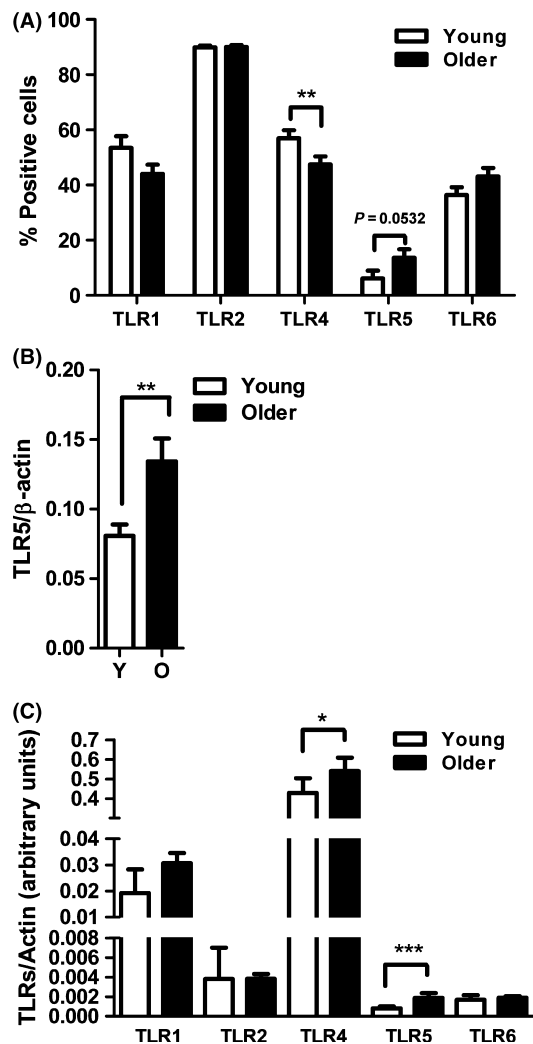 (A)
% Positive cells
100
80
60
40
20
0
Young
Older
**
P = 0.0532
TLR1 TLR2 TLR4 TLR5 TLR6
(B)
TLR5/β-actin
0.20
0.15
0.10
0.05
0.00
**
Young
Older
Y O
(C)
TLRs/Actin (arbitrary units)
0.7
0.6
0.5
0.4
0.04
0.03
0.02
0.01
0.008
0.006
0.004
0.002
0.000
*
Young
Older
***
TLR1 TLR2 TLR4 TLR5 TLR6